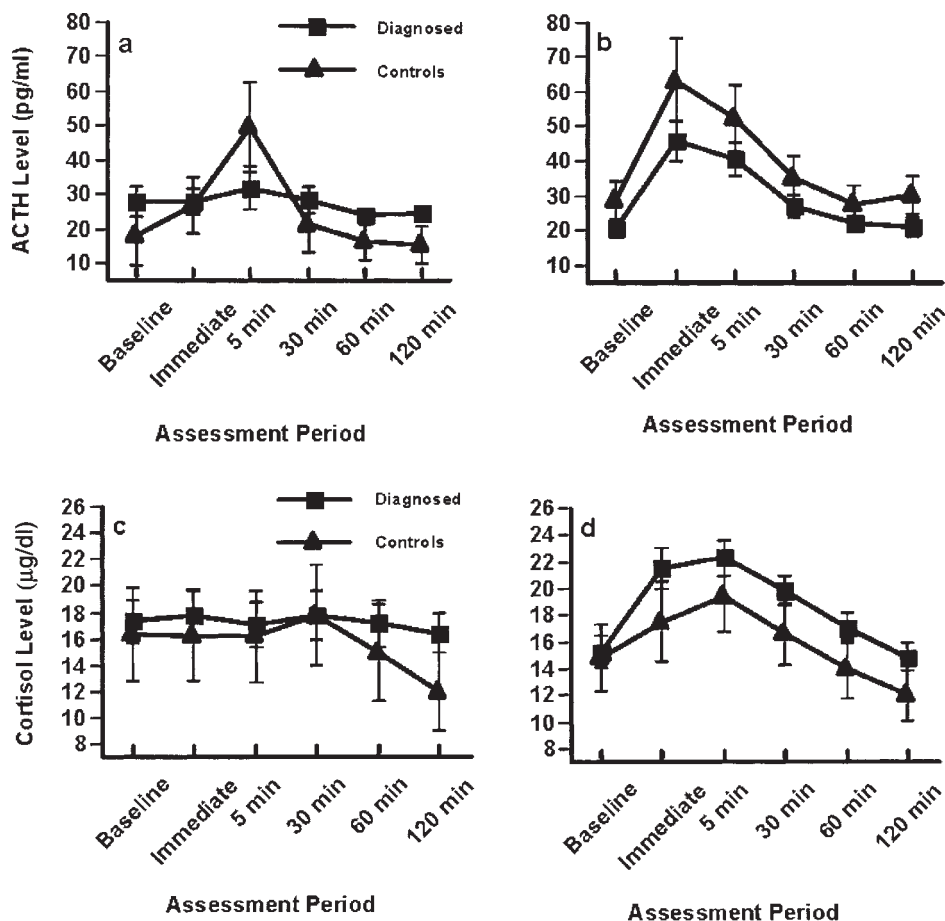 a
Diagnosed
Controls
ACTH Level (pg/ml)
80
70
60
50
40
30
20
10
Baseline
Immediate
5 min
30 min
60 min
120 min
Assessment Period
b
80
70
60
50
40
30
20
10
Baseline
Immediate
5 min
30 min
60 min
120 min
Assessment Period
c
Diagnosed
Controls
Cortisol Level (µg/dl)
26
24
22
20
18
16
14
12
10
8
Baseline
Immediate
5 min
30 min
60 min
120 min
Assessment Period
d
26
24
22
20
18
16
14
12
10
8
Baseline
Immediate
5 min
30 min
60 min
120 min
Assessment Period